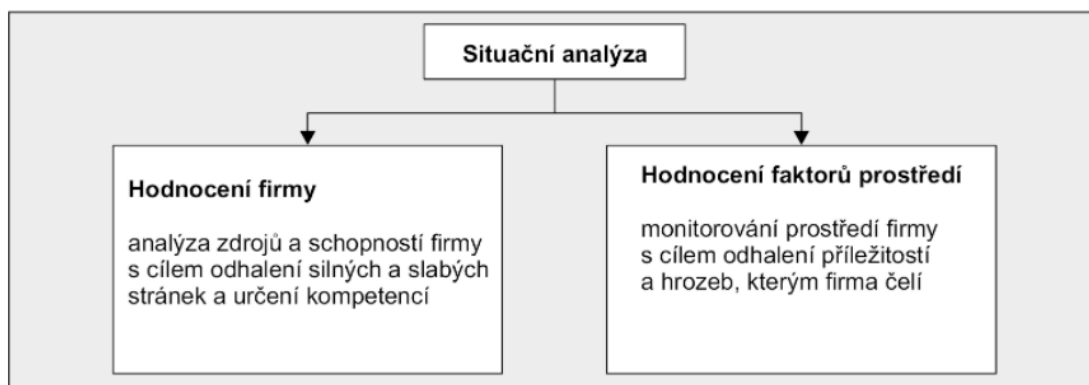 Situační analýza
Hodnocení firmy
analýza zdrojů a schopností firmy
s cílem odhalení silných a slabých
stránek a určení kompetencí
Hodnocení faktorů prostředí
monitorování prostředí firmy
s cílem odhalení příležitostí
a hrozeb, kterým firma čelí